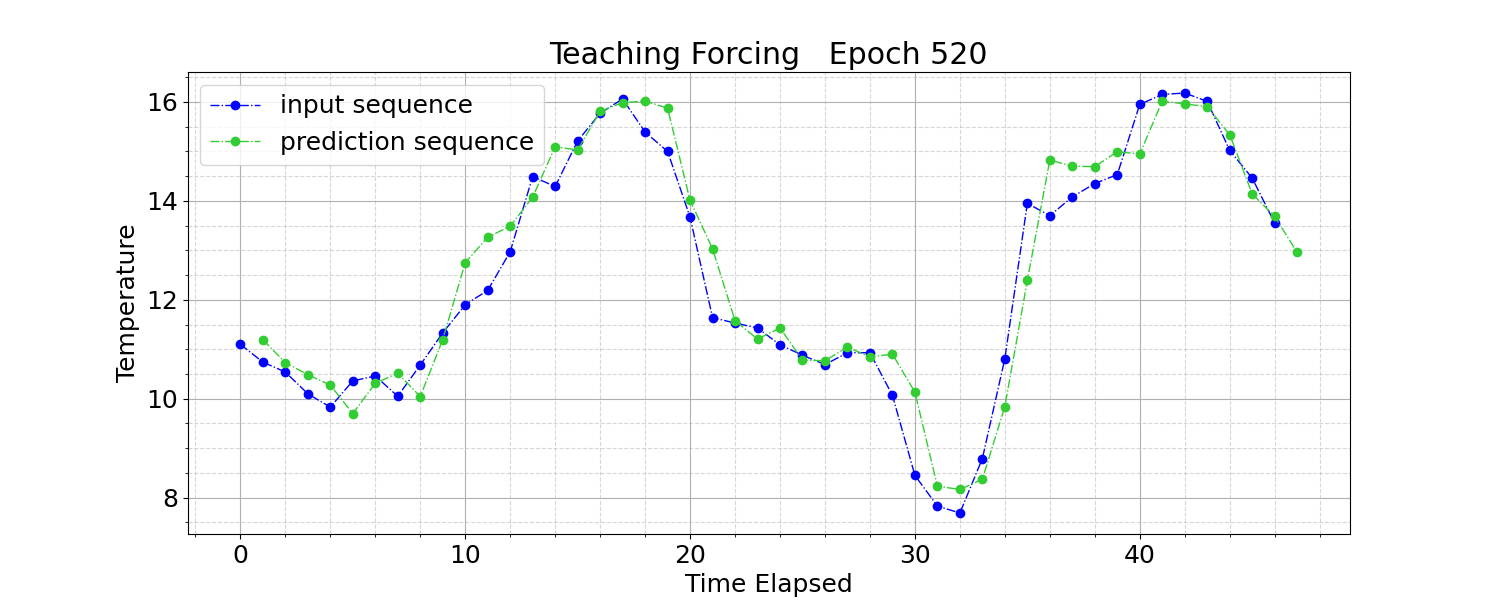 Teaching Forcing   Epoch 520
input sequence
prediction sequence
Temperature
16
14
12
10
8
0 10 20 30 40
Time Elapsed